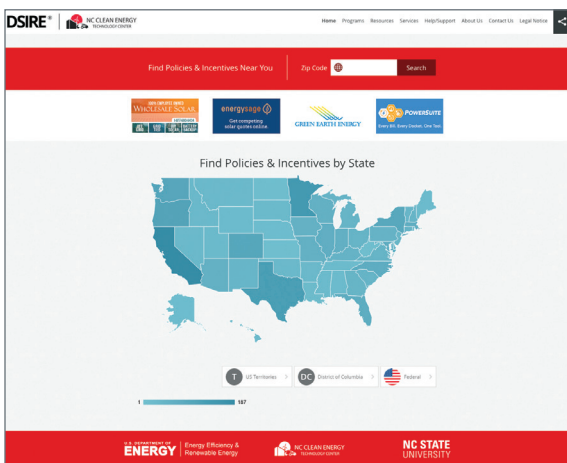 DSIRE®
NC CLEAN ENERGY
TECHNOLOGY CENTER
Home Programs Resources Services Help/Support About Us Contact Us Legal Notice
Find Policies & Incentives Near You
Zip Code
Search
WHOLESALE SOLAR
energysage
Get competing
solar quotes online.
GREEN EARTH ENERGY
POWERSUITE
Every Bill. Every Docket. One Tool.
Find Policies & Incentives by State
T US Territories >
DC District of Columbia >
Federal >
1 187
U.S. DEPARTMENT OF
ENERGY
Energy Efficiency &
Renewable Energy
NC CLEAN ENERGY
TECHNOLOGY CENTER
NC STATE
UNIVERSITY